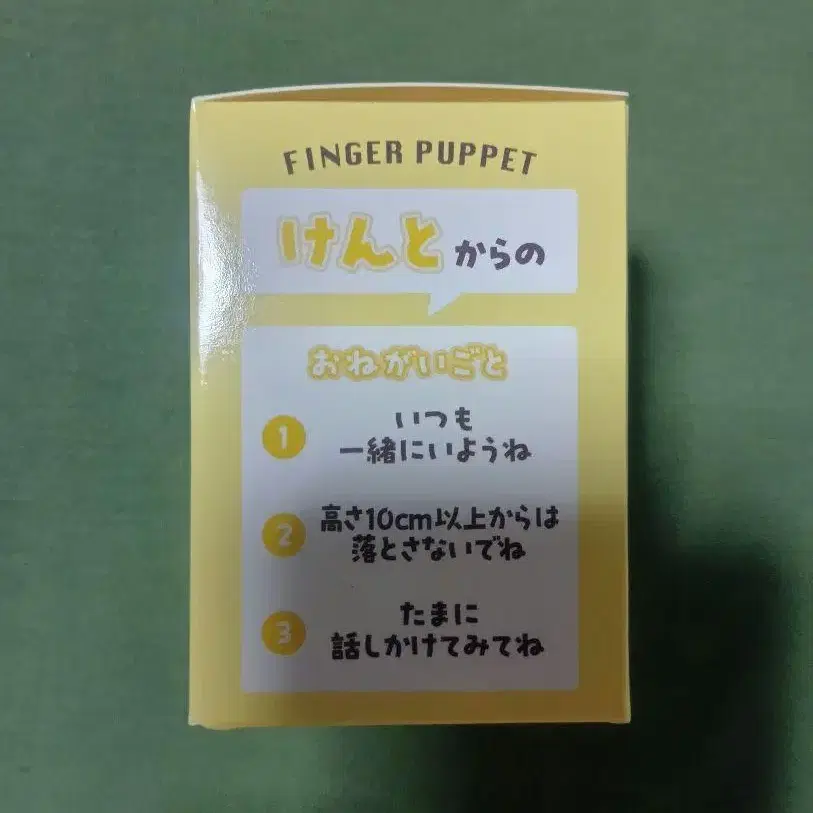 FINGER PUPPET
けんとからの
おねがいごと
1 いつも
一緒にいようね
2 高さ10cm以上からは
落とさないでね
3 たまに
話しかけてみてね